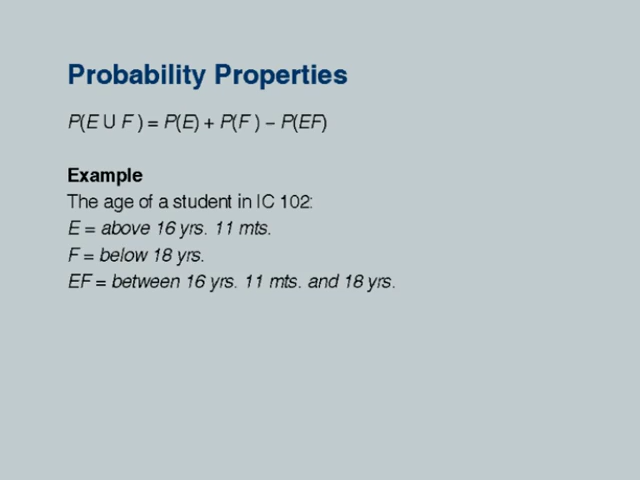 Probability Properties
P(E U F ) = P(E) + P(F ) − P(EF)
Example
The age of a student in IC 102:
E = above 16 yrs. 11 mts.
F = below 18 yrs.
EF = between 16 yrs. 11 mts. and 18 yrs.